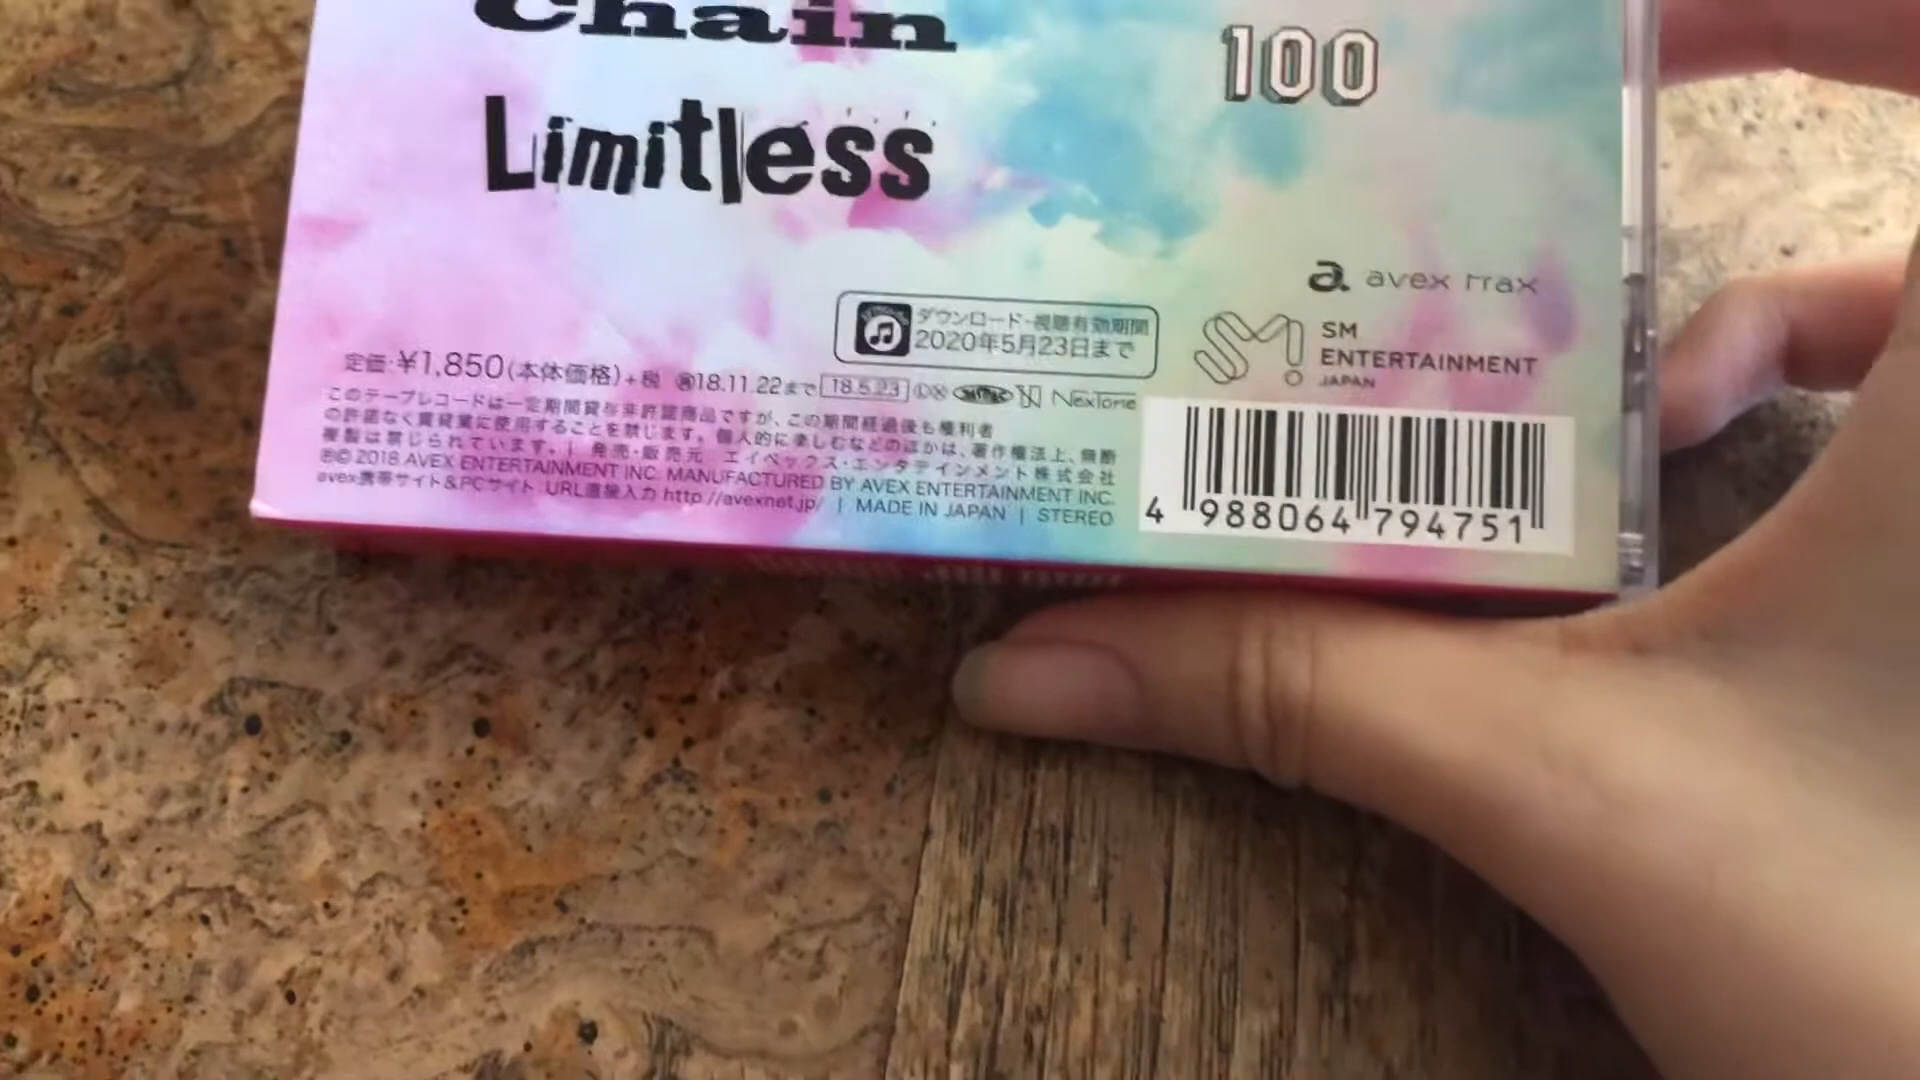 Chain
100
Limitless
a. avex trax
ダウンロード・視聴有効期間
2020年5月23日まで
SM
ENTERTAINMENT
JAPAN
定価:¥1,850(本体価格)+税 18.11.22まで 18.5.23 NexTone
このテープレコードは一定期間貸与非許諾商品ですが、この期間経過後も権利者
の許諾なく賃貸業に使用することを禁じます。個人的に楽しむなどのほかは、著作権法上、無断
複製は禁じられています。| 発売・販売元 エイベックス・エンタテインメント株式会社
℗© 2018 AVEX ENTERTAINMENT INC. MANUFACTURED BY AVEX ENTERTAINMENT INC.
avex携帯サイト&PCサイト:URL直接入力 http://avexnet.jp/ | MADE IN JAPAN | STEREO
4 988064 794751